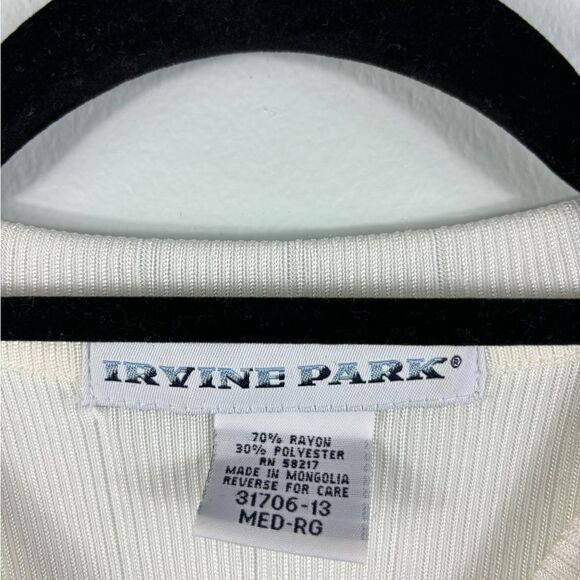 IRVINE PARK®
70% RAYON
30% POLYESTER
RN 58217
MADE IN MONGOLIA
REVERSE FOR CARE
31706-13
MED-RG